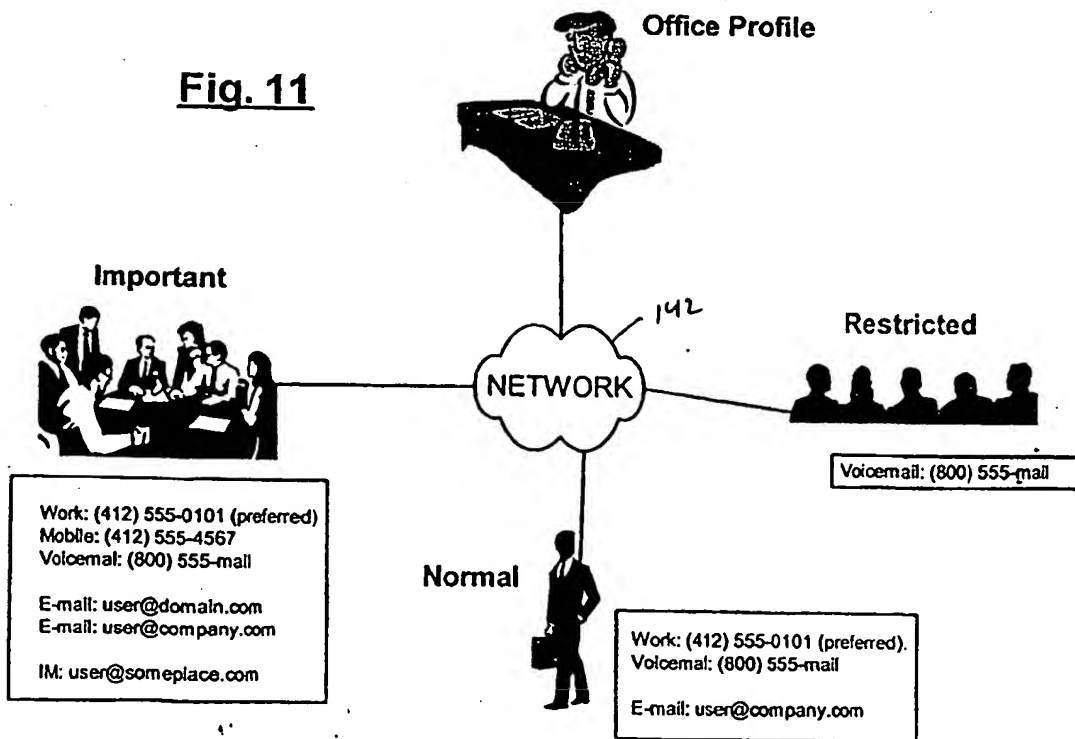 Office Profile
Fig. 11
Important
142
Restricted
NETWORK
Voicemail: (800) 555-mail
Work: (412) 555-0101 (preferred)
Mobile: (412) 555-4567
Voicemal: (800) 555-mail
E-mail: user@domain.com
E-mail: user@company.com
IM: user@someplace.com
Normal
Work: (412) 555-0101 (preferred).
Voicemal: (800) 555-mail
E-mail: user@company.com